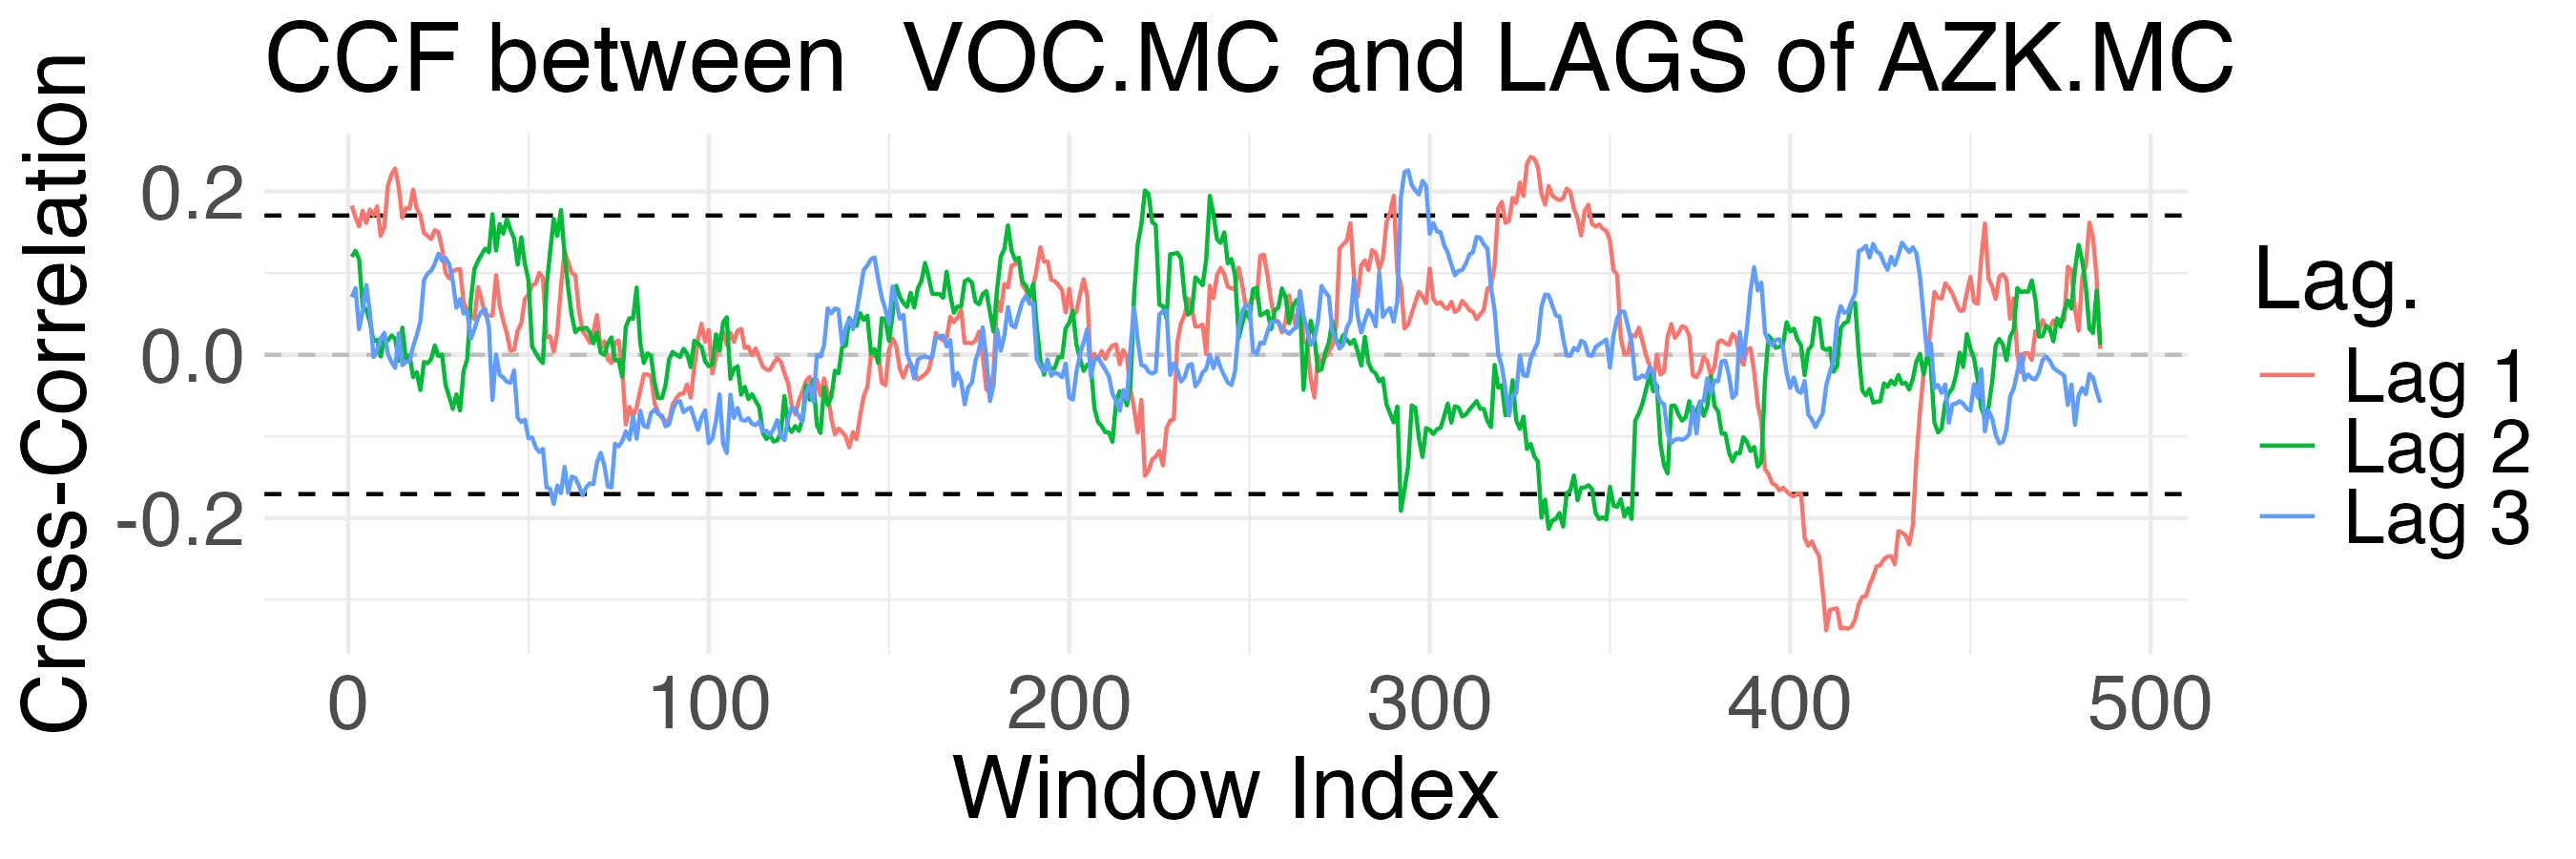 CCF between  VOC.MC and LAGS of AZK.MC
Cross-Correlation
0.2
0.0
-0.2
0 100 200 300 400 500
Window Index
Lag.
Lag 1
Lag 2
Lag 3